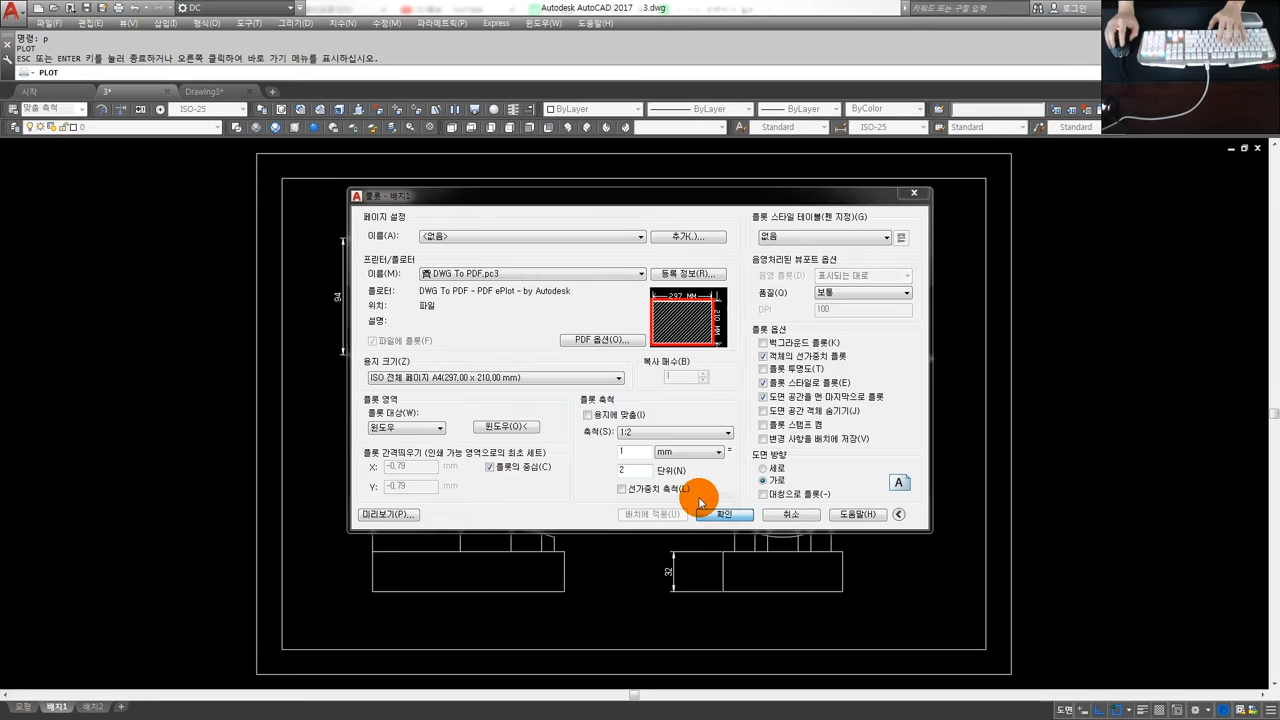 DC
Autodesk AutoCAD 2017
3.dwg
키워드 또는 구 입력
로그인
파일(F) 편집(E) 뷰(V) 삽입(I) 형식(O) 도구(T) 그리기(D) 치수(N) 수정(M) 파라메트릭(P) Express 윈도우(W) 도움말(H)
명령: p
PLOT
ESC 또는 ENTER 키를 눌러 종료하거나 오른쪽 클릭하여 바로 가기 메뉴를 표시하십시오.
PLOT
시작 3* Drawing3*
맞춤 축척 ISO-25 ByLayer ByLayer ByLayer ByColor
0 Standard ISO-25 Standard Standard
플롯 - 배치1
페이지 설정
이름(A): <없음> 추가(.)...
프린터/플로터
이름(M): DWG To PDF.pc3 등록 정보(R)...
플로터: DWG To PDF - PDF ePlot - by Autodesk
위치: 파일
설명:
파일에 플롯(F) PDF 옵션(O)...
297 MM
210 MM
용지 크기(Z)
ISO 전체 페이지 A4(297,00 x 210,00 mm)
복사 매수(B)
1
플롯 영역
플롯 대상(W):
윈도우 윈도우(O)<
플롯 간격띄우기 (인쇄 가능 영역으로의 최초 세트)
X: -0,79 mm 플롯의 중심(C)
Y: -0,79 mm
플롯 축척
용지에 맞춤(I)
축척(S): 1:2
1 mm =
2 단위(N)
선가중치 축척(L)
플롯 스타일 테이블(펜 지정)(G)
없음
음영처리된 뷰포트 옵션
음영 플롯(D) 표시되는 대로
품질(Q) 보통
DPI 100
플롯 옵션
백그라운드 플롯(K)
객체의 선가중치 플롯
플롯 투명도(T)
플롯 스타일로 플롯(E)
도면 공간을 맨 마지막으로 플롯
도면 공간 객체 숨기기(J)
플롯 스탬프 켬
변경 사항을 배치에 저장(V)
도면 방향
세로
가로
대칭으로 플롯(-)
A
미리보기(P)... 배치에 적용(U) 확인 취소 도움말(H)
94
32
모형 배치1 배치2 +
도면